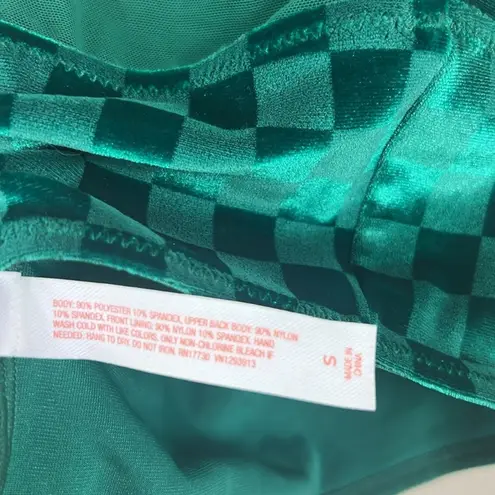 BODY: 90% POLYESTER 10% SPANDEX, UPPER BACK BODY: 90% NYLON
10% SPANDEX, FRONT LINING: 90% NYLON 10% SPANDEX. HAND
WASH COLD WITH LIKE COLORS. ONLY NON-CHLORINE BLEACH IF
NEEDED. HANG TO DRY. DO NOT IRON. RN17730 VN1293913
S
MADE IN
CHINA